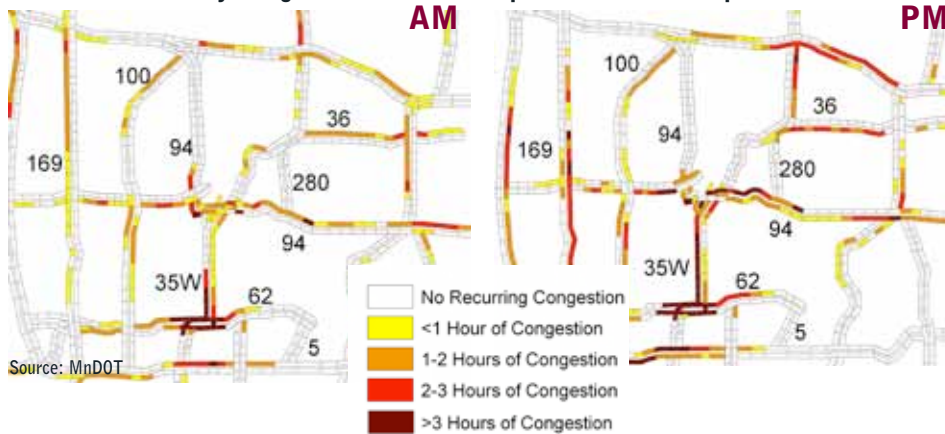 AM
PM
100
36
94
169
280
94
35W
62
5
100
36
94
169
280
94
35W
62
5
No Recurring Congestion
<1 Hour of Congestion
1-2 Hours of Congestion
2-3 Hours of Congestion
>3 Hours of Congestion
Source: MnDOT